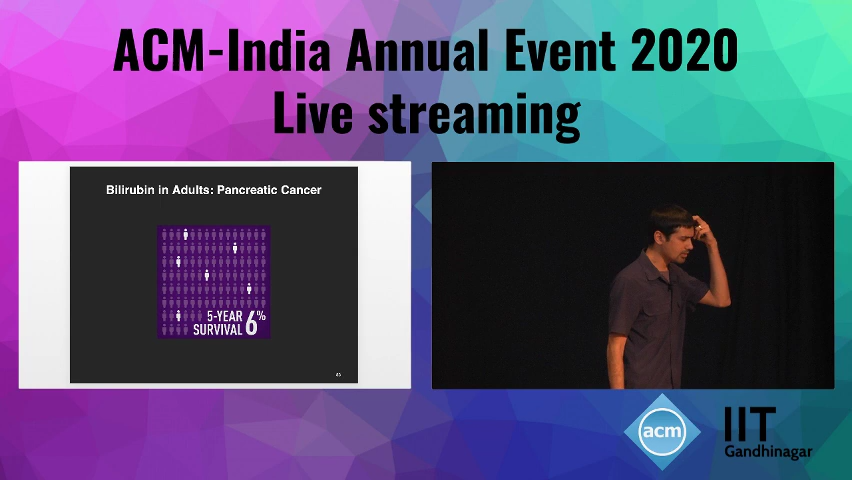 ACM-India Annual Event 2020
Live streaming
Bilirubin in Adults: Pancreatic Cancer
5-YEAR
SURVIVAL 6%
acm
IIT
Gandhinagar